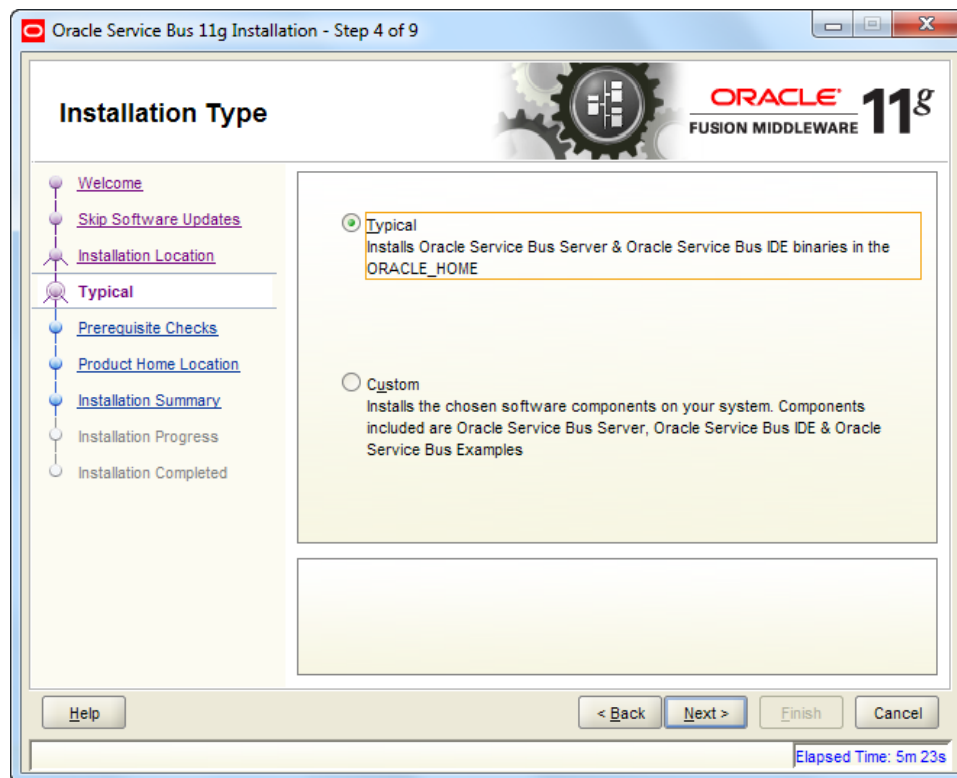 Oracle Service Bus 11g Installation - Step 4 of 9
Installation Type
ORACLE
FUSION MIDDLEWARE
11g
Welcome
Skip Software Updates
Installation Location
Typical
Prerequisite Checks
Product Home Location
Installation Summary
Installation Progress
Installation Completed
Typical
Installs Oracle Service Bus Server & Oracle Service Bus IDE binaries in the
ORACLE_HOME
Custom
Installs the chosen software components on your system. Components
included are Oracle Service Bus Server, Oracle Service Bus IDE & Oracle
Service Bus Examples
Help
< Back
Next >
Finish
Cancel
Elapsed Time: 5m 23s